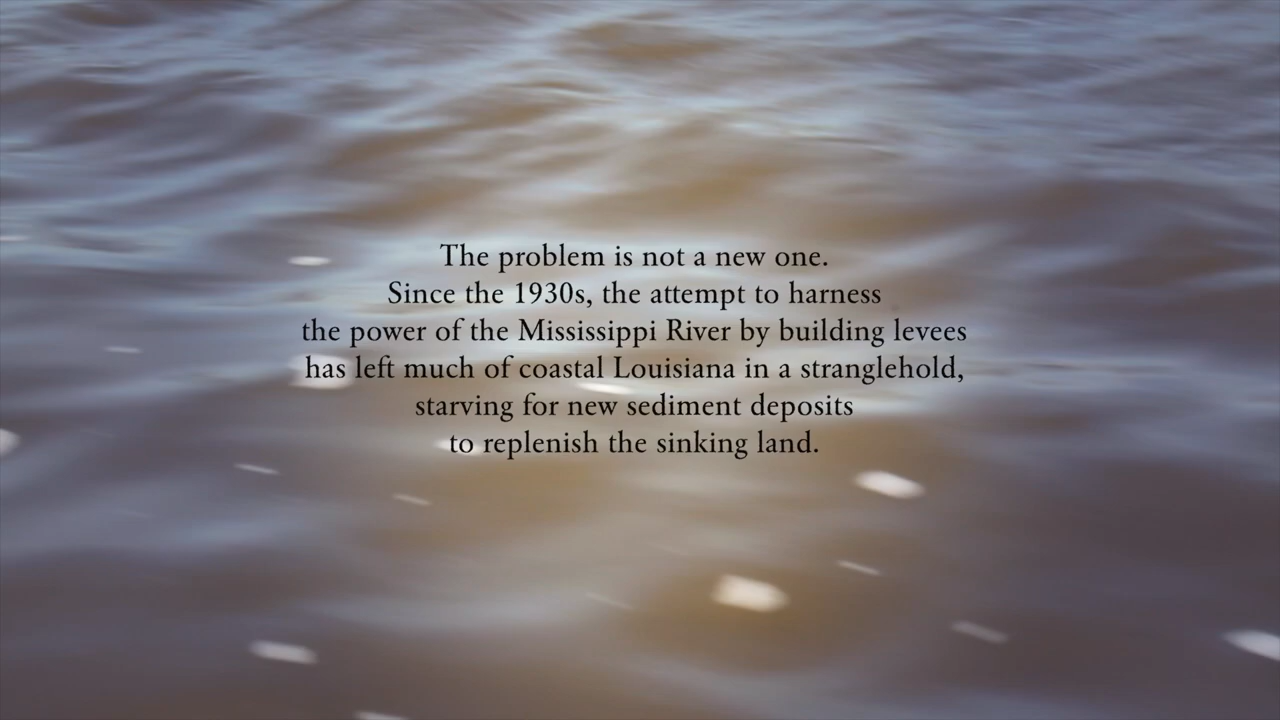 The problem is not a new one.
Since the 1930s, the attempt to harness
the power of the Mississippi River by building levees
has left much of coastal Louisiana in a stranglehold,
starving for new sediment deposits
to replenish the sinking land.